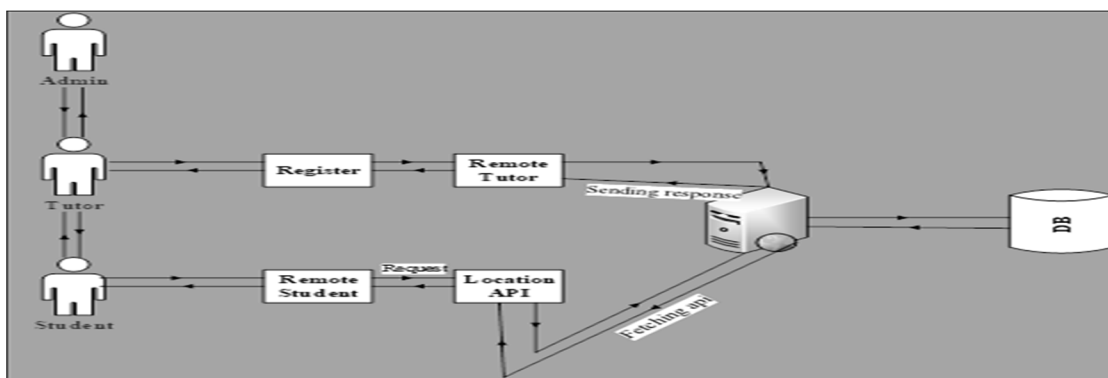 Admin
Tutor
Register
Remote
Tutor
Sending response
DB
Student
Remote
Student
Request
Location
API
Fetching api